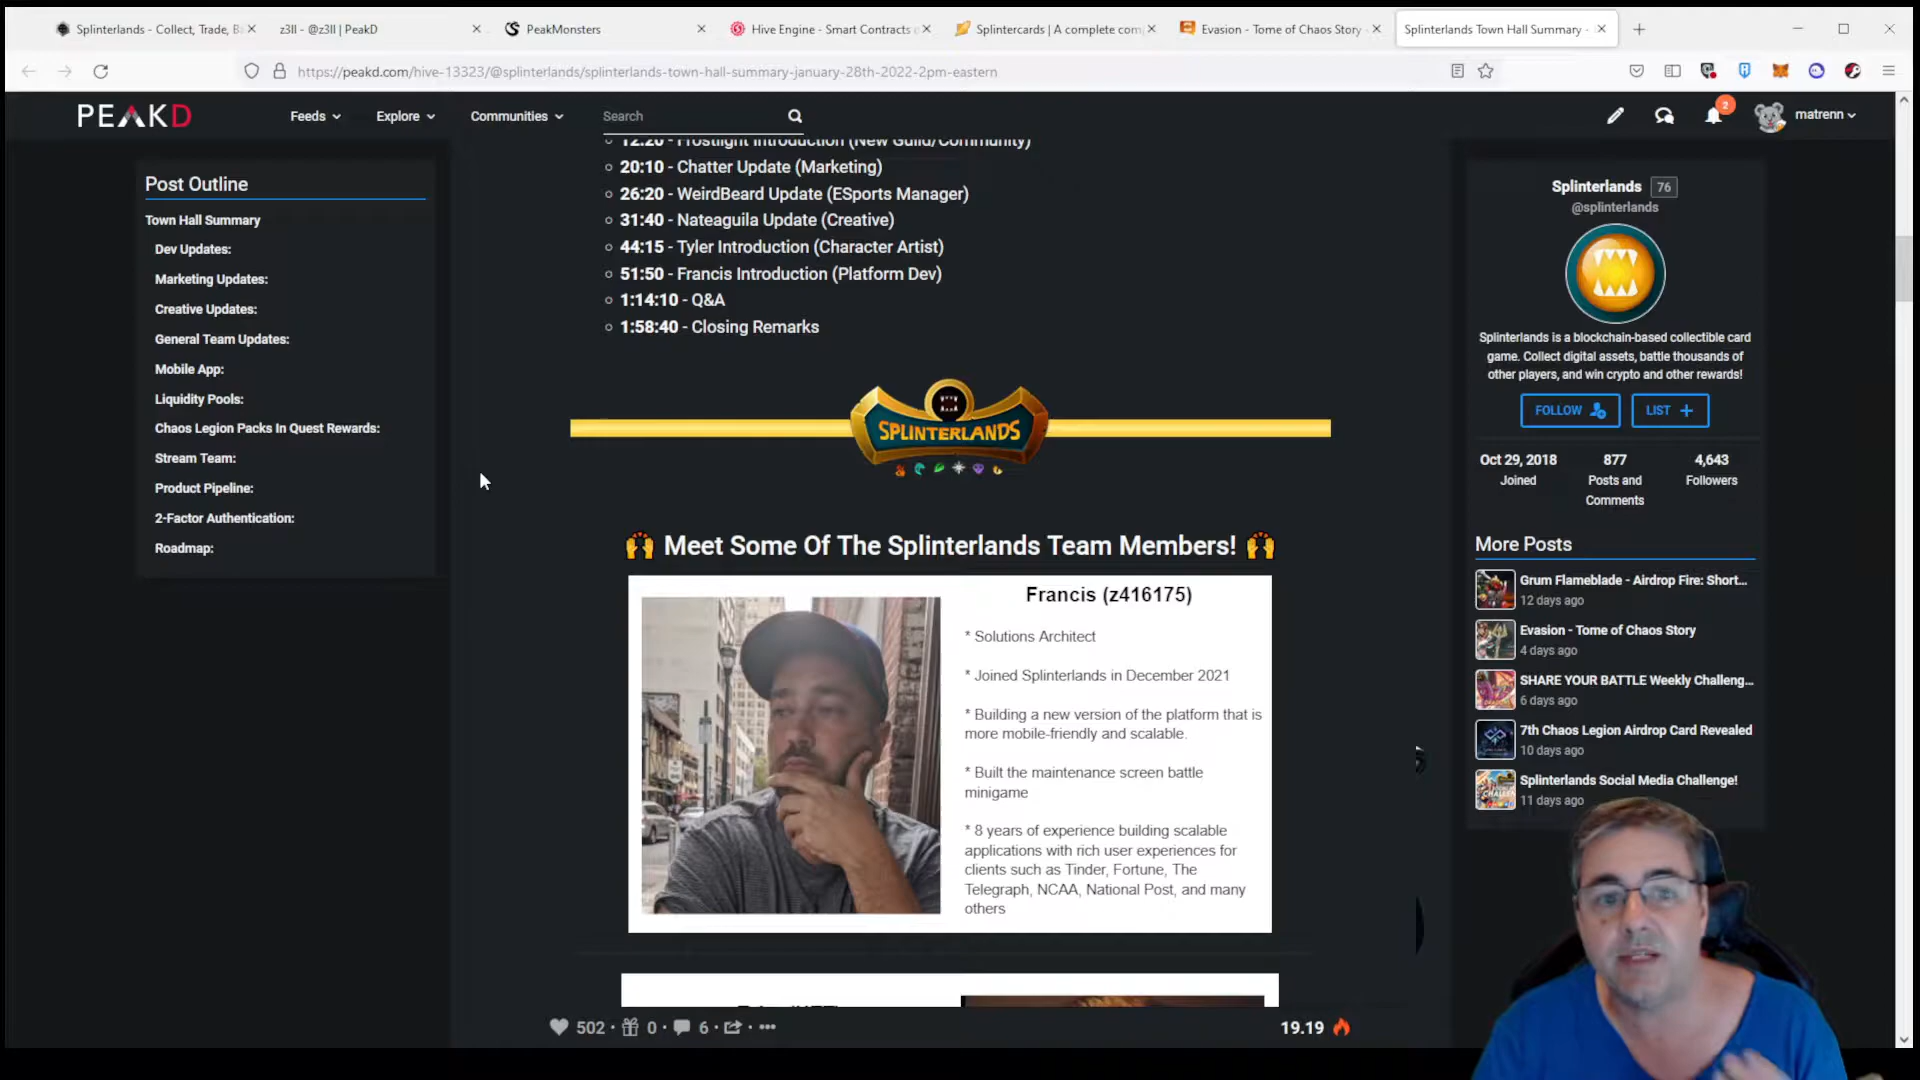 Splinterlands - Collect, Trade, B
z3ll - @z3ll | PeakD
PeakMonsters
Hive Engine - Smart Contracts o
Splintercards | A complete com
Evasion - Tome of Chaos Story
Splinterlands Town Hall Summary -
https://peakd.com/hive-13323/@splinterlands/splinterlands-town-hall-summary-january-28th-2022-2pm-eastern
PEAKD
Feeds
Explore
Communities
Search
2
matrenn
Post Outline
Town Hall Summary
Dev Updates:
Marketing Updates:
Creative Updates:
General Team Updates:
Mobile App:
Liquidity Pools:
Chaos Legion Packs In Quest Rewards:
Stream Team:
Product Pipeline:
2-Factor Authentication:
Roadmap:
12:20 - Frostlight Introduction (New Guild/Community)
20:10 - Chatter Update (Marketing)
26:20 - WeirdBeard Update (ESports Manager)
31:40 - Nateaguila Update (Creative)
44:15 - Tyler Introduction (Character Artist)
51:50 - Francis Introduction (Platform Dev)
1:14:10 - Q&A
1:58:40 - Closing Remarks
SPLINTERLANDS
Meet Some Of The Splinterlands Team Members!
Francis (z416175)
* Solutions Architect
* Joined Splinterlands in December 2021
* Building a new version of the platform that is
more mobile-friendly and scalable.
* Built the maintenance screen battle
minigame
* 8 years of experience building scalable
applications with rich user experiences for
clients such as Tinder, Fortune, The
Telegraph, NCAA, National Post, and many
others
502 · 0 · 6 ·
19.19
Splinterlands 76
@splinterlands
Splinterlands is a blockchain-based collectible card
game. Collect digital assets, battle thousands of
other players, and win crypto and other rewards!
FOLLOW
LIST
Oct 29, 2018
Joined
877
Posts and
Comments
4,643
Followers
More Posts
Grum Flameblade - Airdrop Fire: Short...
12 days ago
Evasion - Tome of Chaos Story
4 days ago
SHARE YOUR BATTLE Weekly Challeng...
6 days ago
7th Chaos Legion Airdrop Card Revealed
10 days ago
Splinterlands Social Media Challenge!
11 days ago